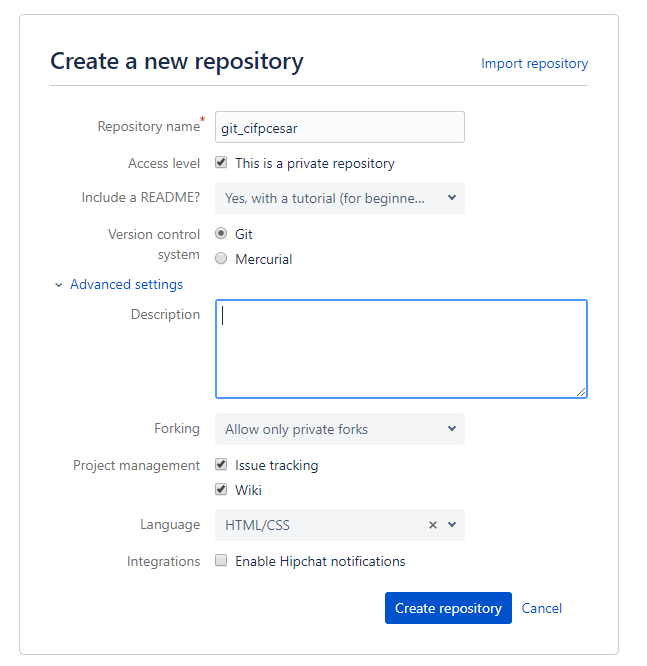 Create a new repository
Import repository
Repository name*
git_cifpcesar
Access level
This is a private repository
Include a README?
Yes, with a tutorial (for beginne...
Version control
system
Git
Mercurial
Advanced settings
Description
Forking
Allow only private forks
Project management
Issue tracking
Wiki
Language
HTML/CSS
Integrations
Enable Hipchat notifications
Create repository
Cancel